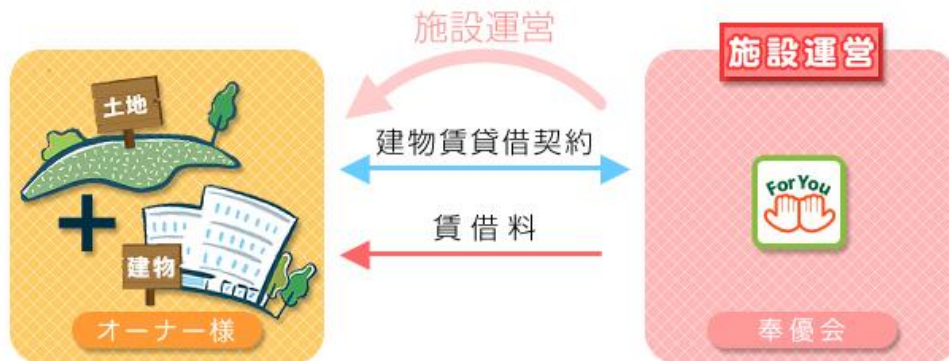 施設運営
施設運営
土地
建物賃貸借契約
For You
賃借料
建物
オーナー様
奉優会